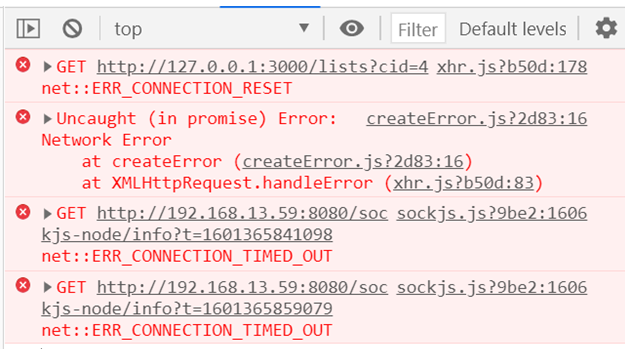 top Filter Default levels
GET http://127.0.0.1:3000/lists?cid=4 xhr.js?b50d:178
net::ERR_CONNECTION_RESET
Uncaught (in promise) Error: createError.js?2d83:16
Network Error
at createError (createError.js?2d83:16)
at XMLHttpRequest.handleError (xhr.js?b50d:83)
GET http://192.168.13.59:8080/soc sockjs.js?9be2:1606
kjs-node/info?t=1601365841098
net::ERR_CONNECTION_TIMED_OUT
GET http://192.168.13.59:8080/soc sockjs.js?9be2:1606
kjs-node/info?t=1601365859079
net::ERR_CONNECTION_TIMED_OUT